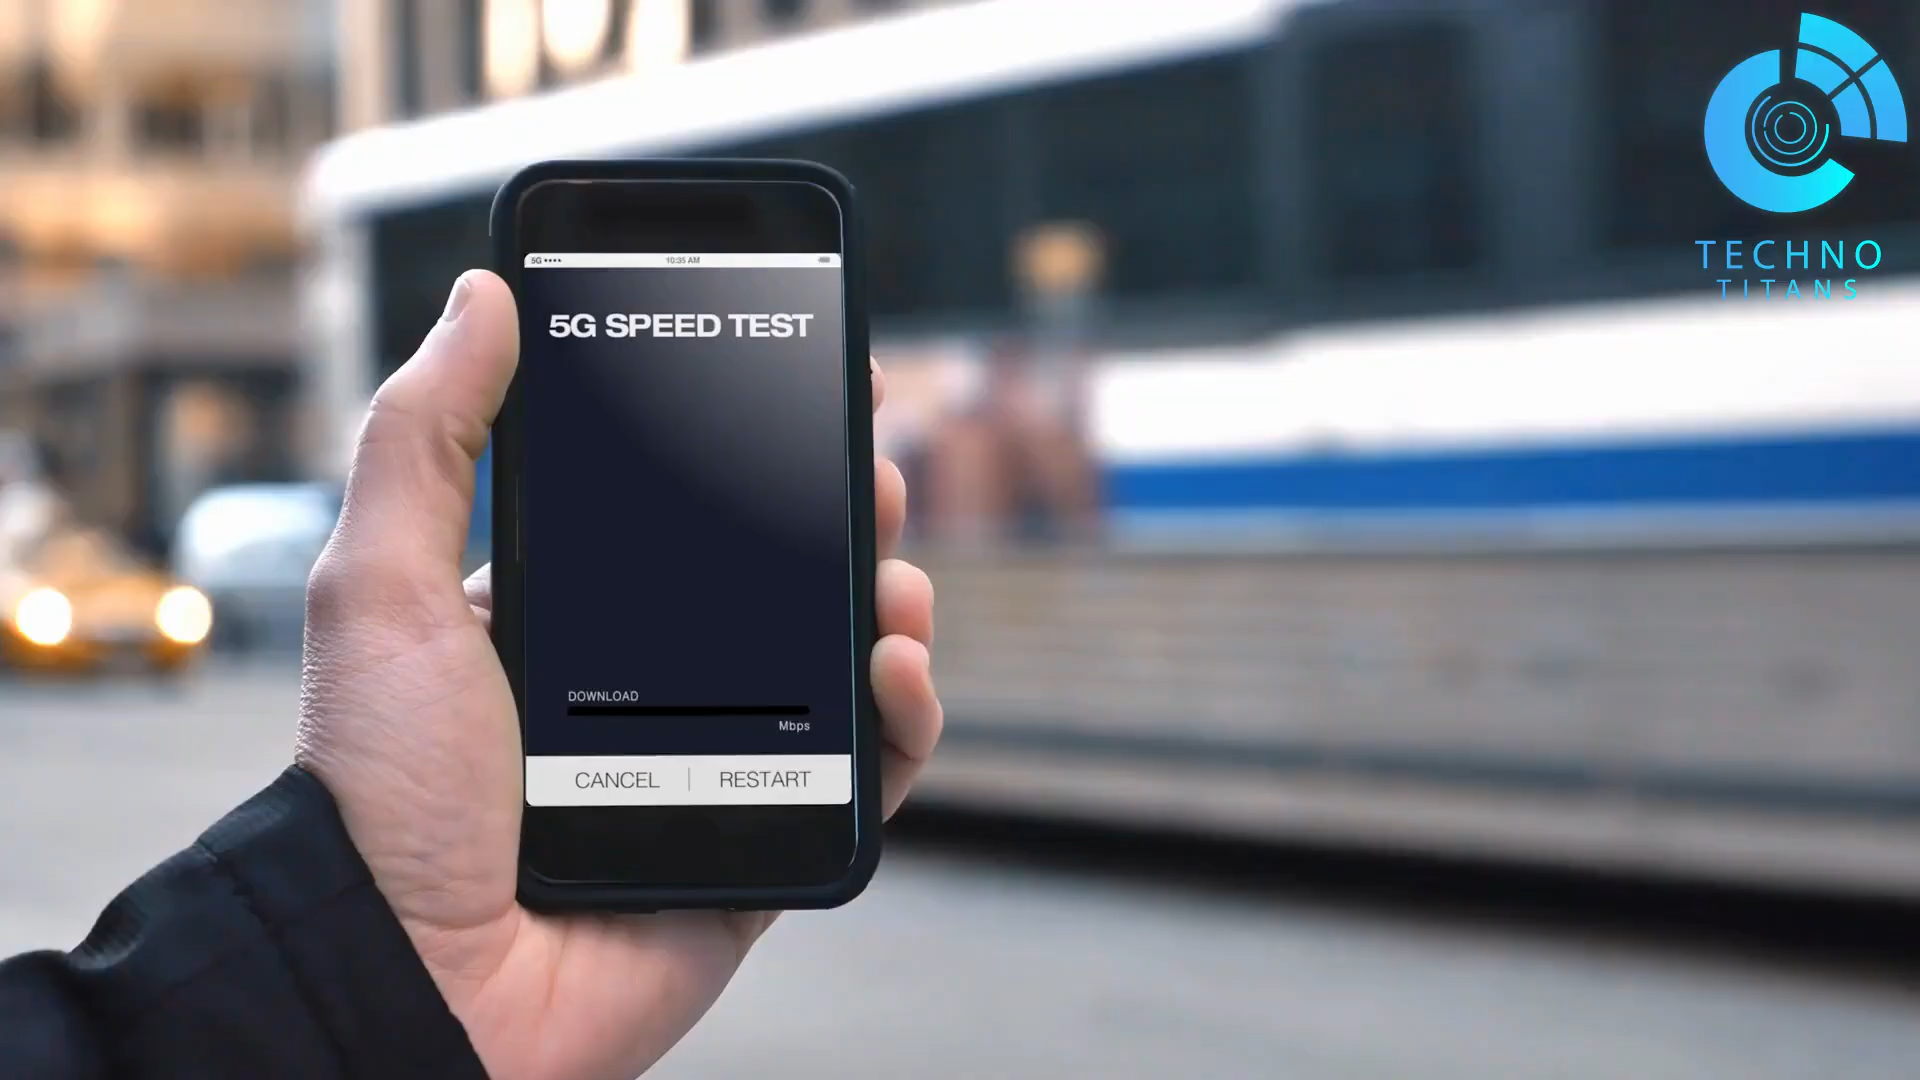 5G
10:35 AM
5G SPEED TEST
DOWNLOAD
Mbps
CANCEL | RESTART
TECHNO
TITANS